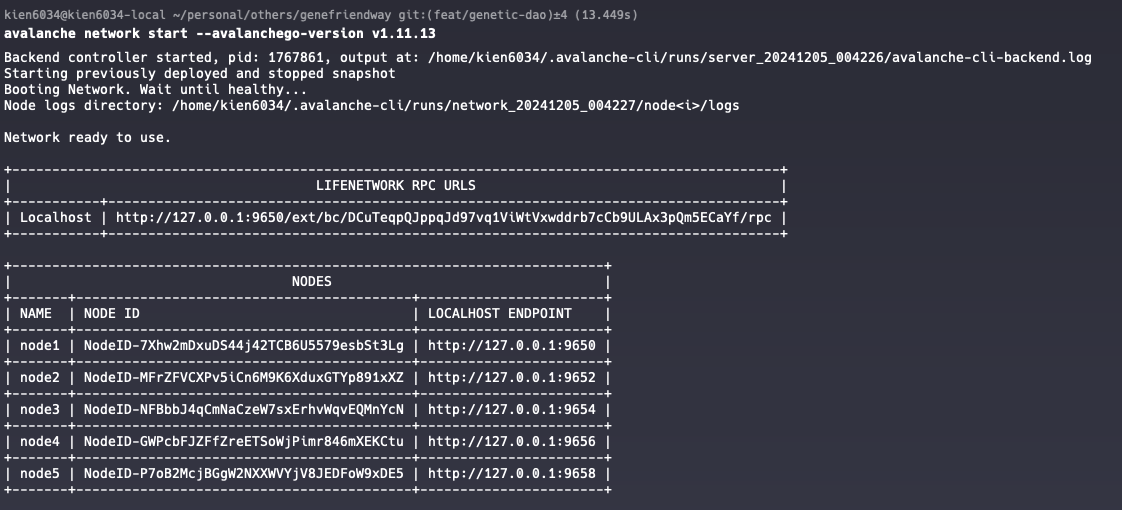 kien6034@kien6034-local ~/personal/others/genefriendway git:(feat/genetic-dao)±4 (13.449s)
avalanche network start --avalanchego-version v1.11.13
Backend controller started, pid: 1767861, output at: /home/kien6034/.avalanche-cli/runs/server_20241205_004226/avalanche-cli-backend.log
Starting previously deployed and stopped snapshot
Booting Network. Wait until healthy...
Node logs directory: /home/kien6034/.avalanche-cli/runs/network_20241205_004227/node<i>/logs

Network ready to use.

+------------------------------------------------------------------------------------------------+
|                                      LIFENETWORK RPC URLS                                      |
+-----------+------------------------------------------------------------------------------------+
| Localhost | http://127.0.0.1:9650/ext/bc/DCuTeqpQJppqJd97vq1ViWtVxwddrb7cCb9ULAx3pQm5ECaYf/rpc |
+-----------+------------------------------------------------------------------------------------+

+--------------------------------------------------------------------------+
|                                   NODES                                  |
+-------+------------------------------------------+-----------------------+
| NAME  | NODE ID                                  | LOCALHOST ENDPOINT    |
+-------+------------------------------------------+-----------------------+
| node1 | NodeID-7Xhw2mDxuDS44j42TCB6U5579esbSt3Lg | http://127.0.0.1:9650 |
+-------+------------------------------------------+-----------------------+
| node2 | NodeID-MFrZFVCXPv5iCn6M9K6XduxGTYp891xXZ | http://127.0.0.1:9652 |
+-------+------------------------------------------+-----------------------+
| node3 | NodeID-NFBbbJ4qCmNaCzeW7sxErhvWqvEQMnYcN | http://127.0.0.1:9654 |
+-------+------------------------------------------+-----------------------+
| node4 | NodeID-GWPcbFJZFfZreETSoWjPimr846mXEKCtu | http://127.0.0.1:9656 |
+-------+------------------------------------------+-----------------------+
| node5 | NodeID-P7oB2McjBGgW2NXXWVYjV8JEDFoW9xDE5 | http://127.0.0.1:9658 |
+-------+------------------------------------------+-----------------------+